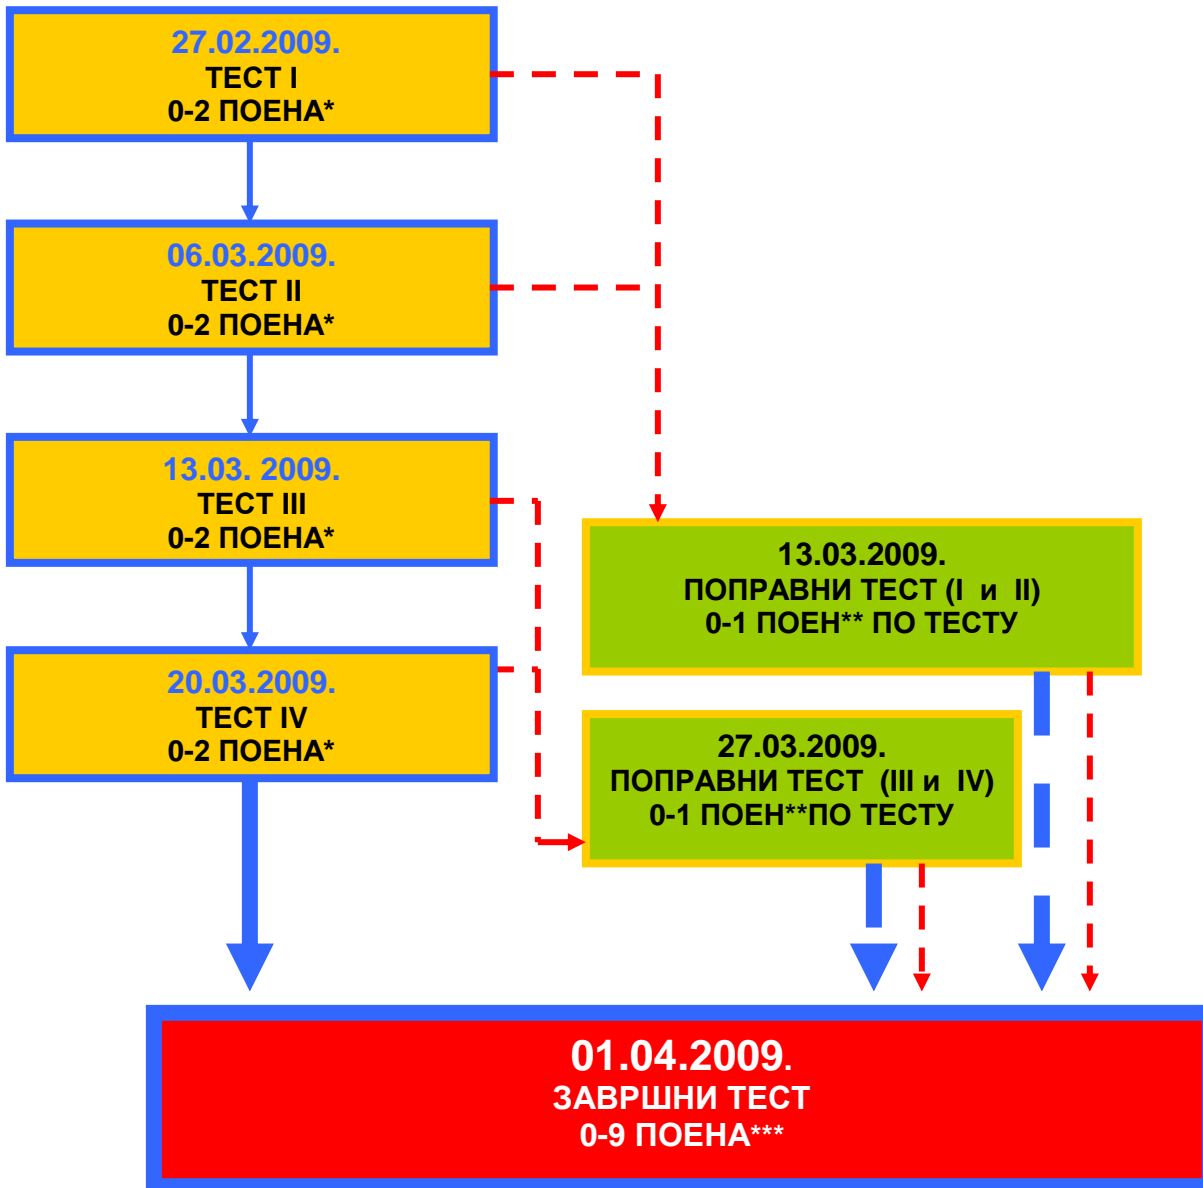 27.02.2009.
ТЕСТ I
0-2 ПОЕНА*
06.03.2009.
ТЕСТ II
0-2 ПОЕНА*
13.03. 2009.
ТЕСТ III
0-2 ПОЕНА*
20.03.2009.
ТЕСТ IV
0-2 ПОЕНА*
13.03.2009.
ПОПРАВНИ ТЕСТ (I и II)
0-1 ПОЕН** ПО ТЕСТУ
27.03.2009.
ПОПРАВНИ ТЕСТ (III и IV)
0-1 ПОЕН**ПО ТЕСТУ
01.04.2009.
ЗАВРШНИ ТЕСТ
0-9 ПОЕНА***